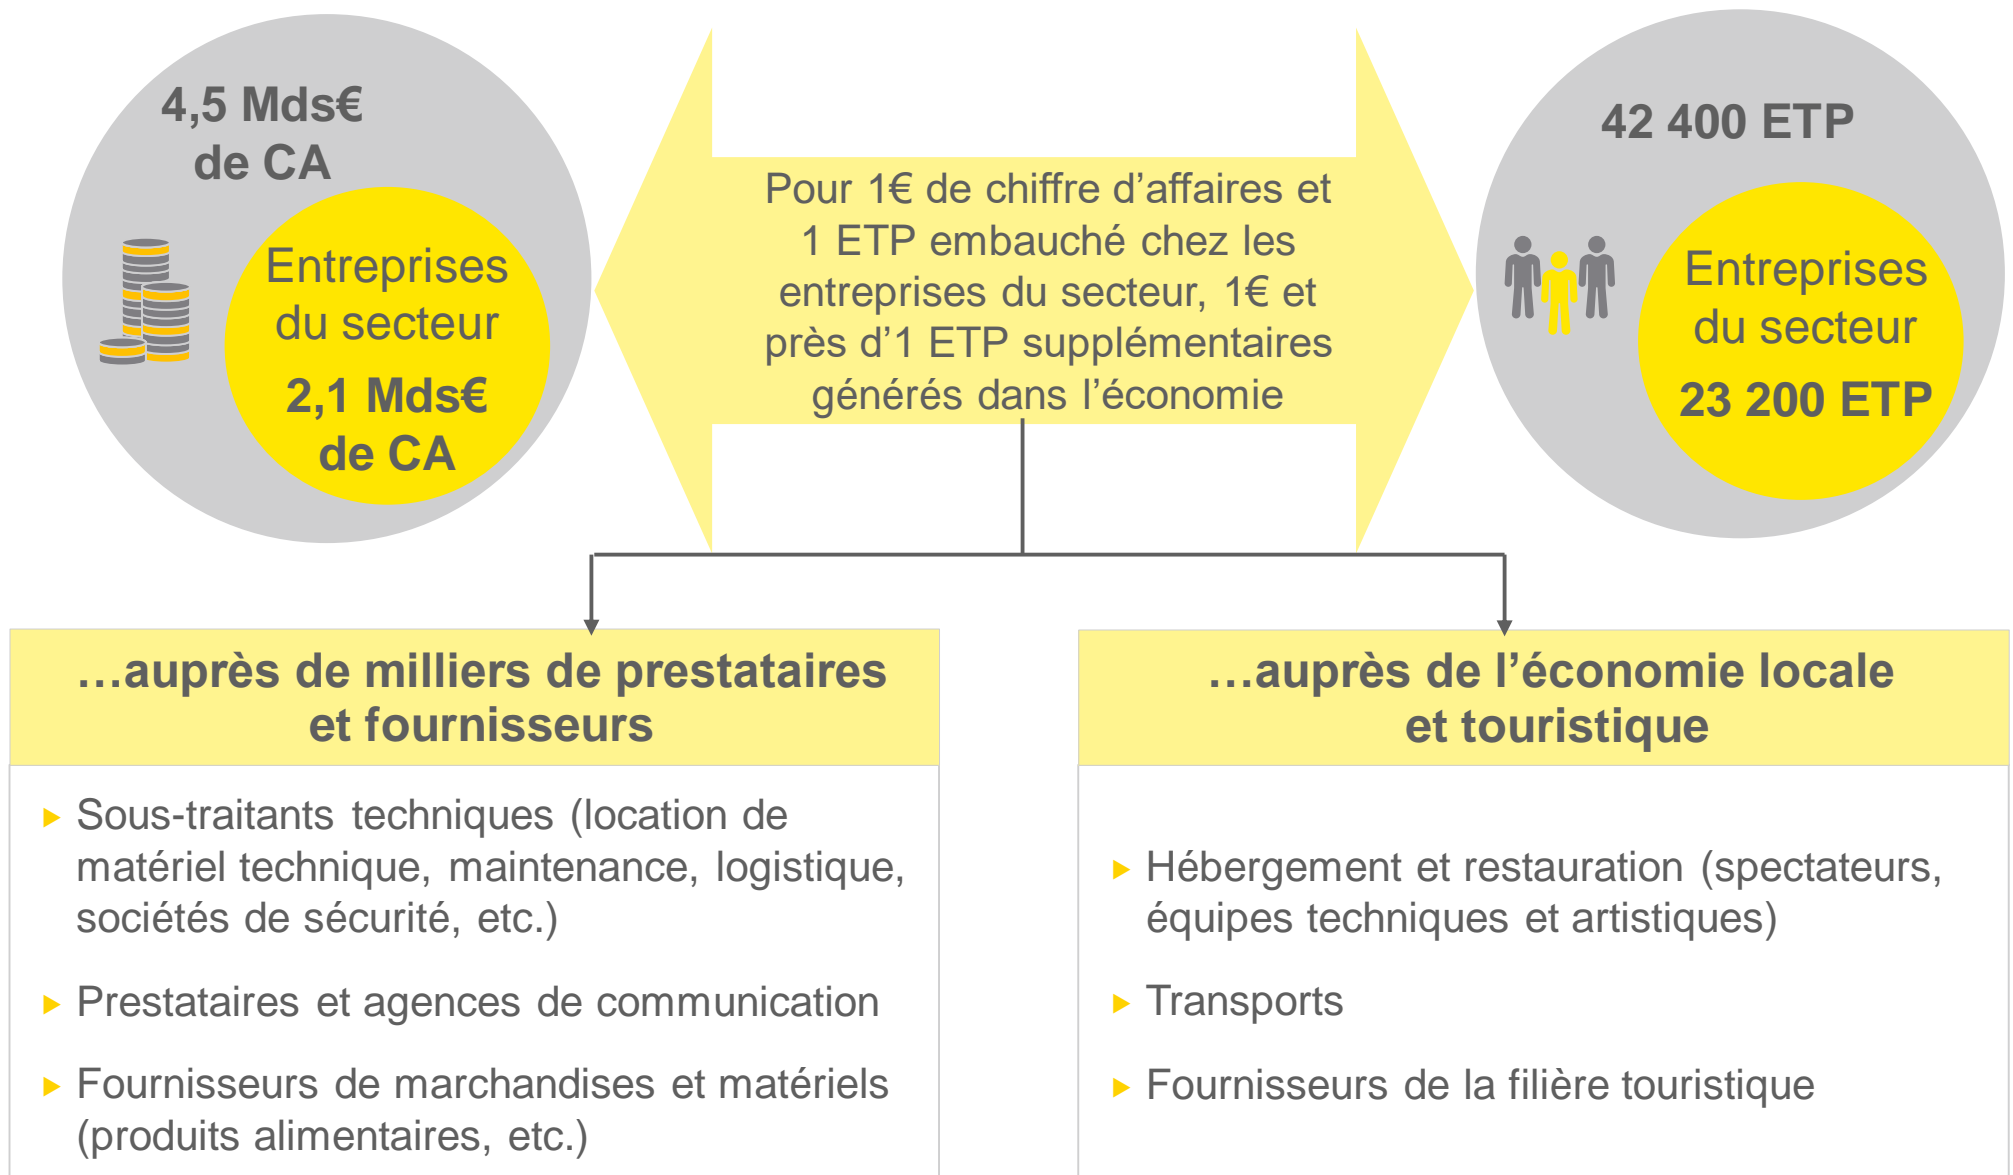 4,5 Mds€
de CA
Entreprises
du secteur
2,1 Mds€
de CA
Pour 1€ de chiffre d’affaires et
1 ETP embauché chez les
entreprises du secteur, 1€ et
près d’1 ETP supplémentaires
générés dans l’économie
42 400 ETP
Entreprises
du secteur
23 200 ETP
…auprès de milliers de prestataires
et fournisseurs
Sous-traitants techniques (location de
matériel technique, maintenance, logistique,
sociétés de sécurité, etc.)
Prestataires et agences de communication
Fournisseurs de marchandises et matériels
(produits alimentaires, etc.)
…auprès de l’économie locale
et touristique
Hébergement et restauration (spectateurs,
équipes techniques et artistiques)
Transports
Fournisseurs de la filière touristique